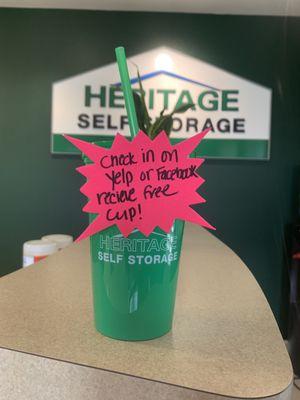 HERITAGE
SELF STORAGE
Check in on
Yelp or Facebook
recieve free
cup!
HERITAGE
SELF STORAGE